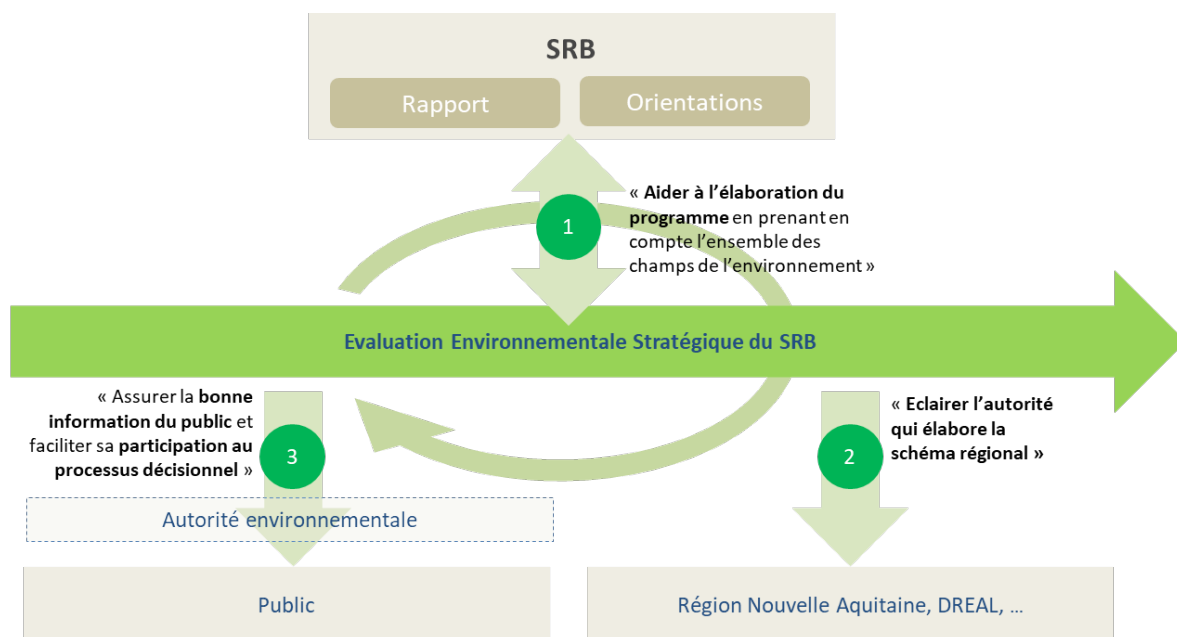 SRB
Rapport
Orientations
« Aider à l’élaboration du
programme en prenant en
compte l’ensemble des
champs de l’environnement »
1
Evaluation Environnementale Stratégique du SRB
« Assurer la bonne
information du public et
faciliter sa participation au
processus décisionnel »
3
« Eclairer l’autorité
qui élabore la
schéma régional »
2
Autorité environnementale
Public
Région Nouvelle Aquitaine, DREAL, …